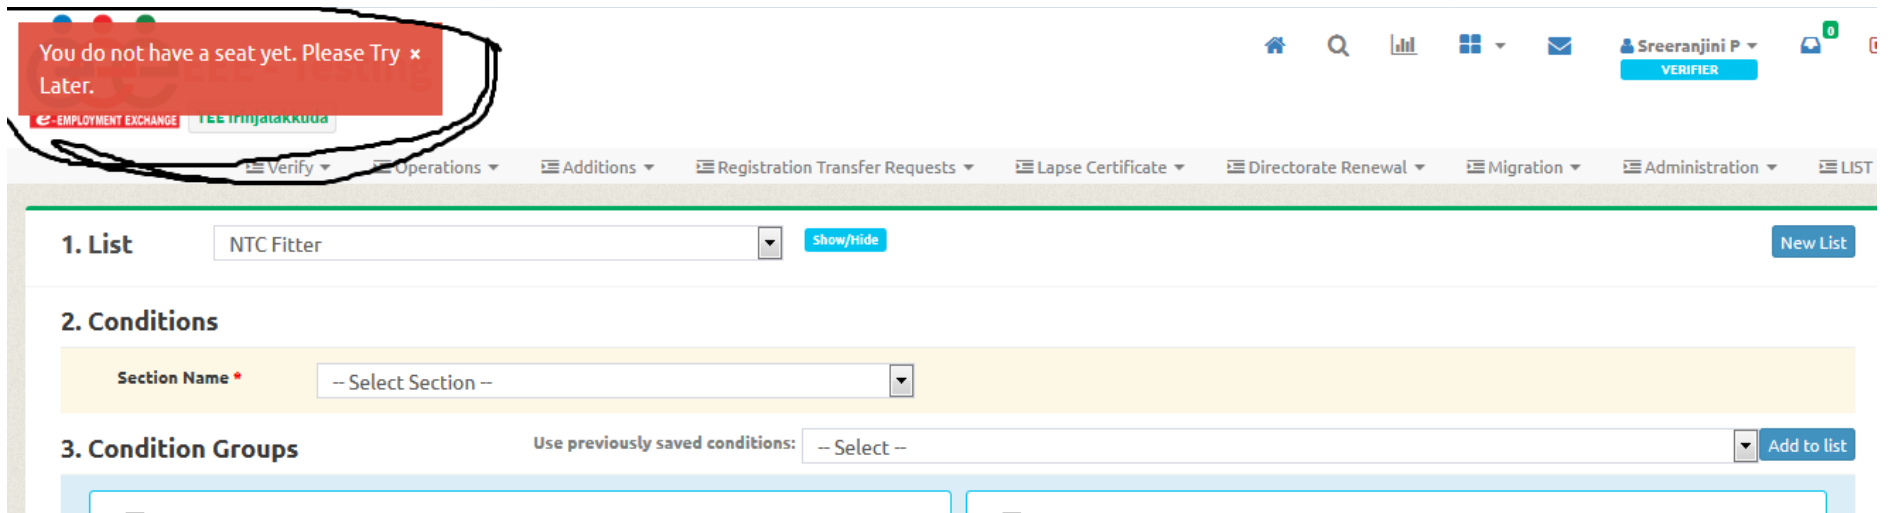 You do not have a seat yet. Please Try ×
Later.
e-EMPLOYMENT EXCHANGE
TEE Irinjalakkuda
Sreeranjini P
VERIFIER
0
Verify
Operations
Additions
Registration Transfer Requests
Lapse Certificate
Directorate Renewal
Migration
Administration
LIST
1. List
NTC Fitter
Show/Hide
New List
2. Conditions
Section Name *
-- Select Section --
3. Condition Groups
Use previously saved conditions:
-- Select --
Add to list